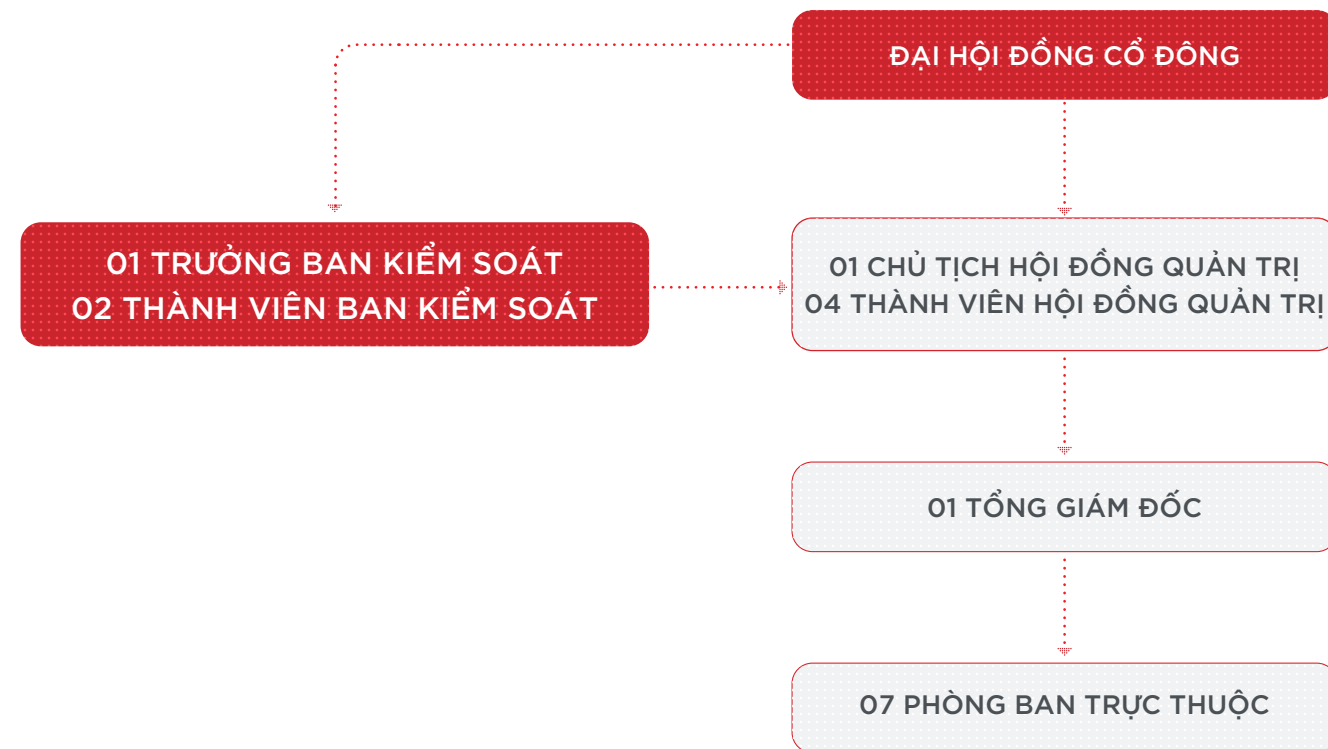 ĐẠI HỘI ĐỒNG CỔ ĐÔNG
01 TRƯỞNG BAN KIỂM SOÁT
02 THÀNH VIÊN BAN KIỂM SOÁT
01 CHỦ TỊCH HỘI ĐỒNG QUẢN TRỊ
04 THÀNH VIÊN HỘI ĐỒNG QUẢN TRỊ
01 TỔNG GIÁM ĐỐC
07 PHÒNG BAN TRỰC THUỘC